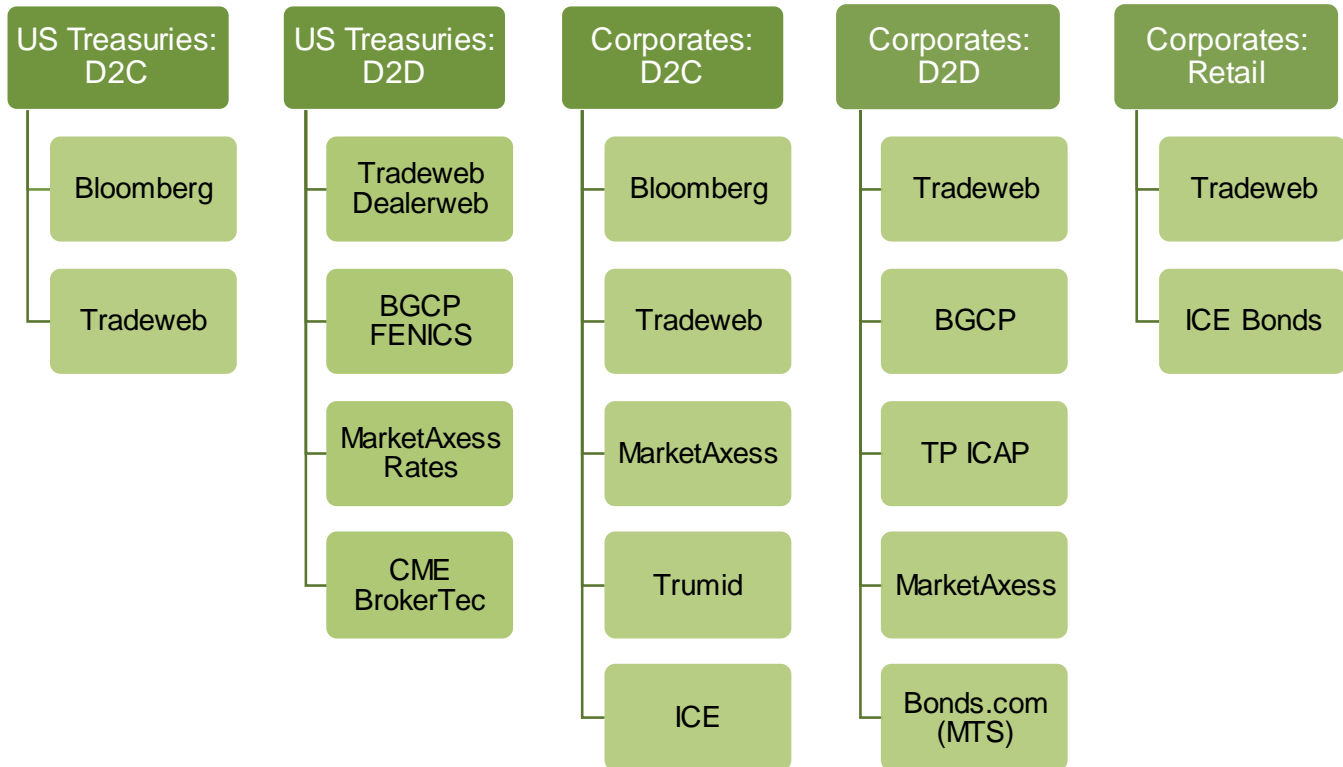 US Treasuries:
D2C
Bloomberg
Tradeweb
US Treasuries:
D2D
Tradeweb
Dealerweb
BGCP
FENICS
MarketAxess
Rates
CME
BrokerTec
Corporates:
D2C
Bloomberg
Tradeweb
MarketAxess
Trumid
ICE
Corporates:
D2D
Tradeweb
BGCP
TP ICAP
MarketAxess
Bonds.com
(MTS)
Corporates:
Retail
Tradeweb
ICE Bonds